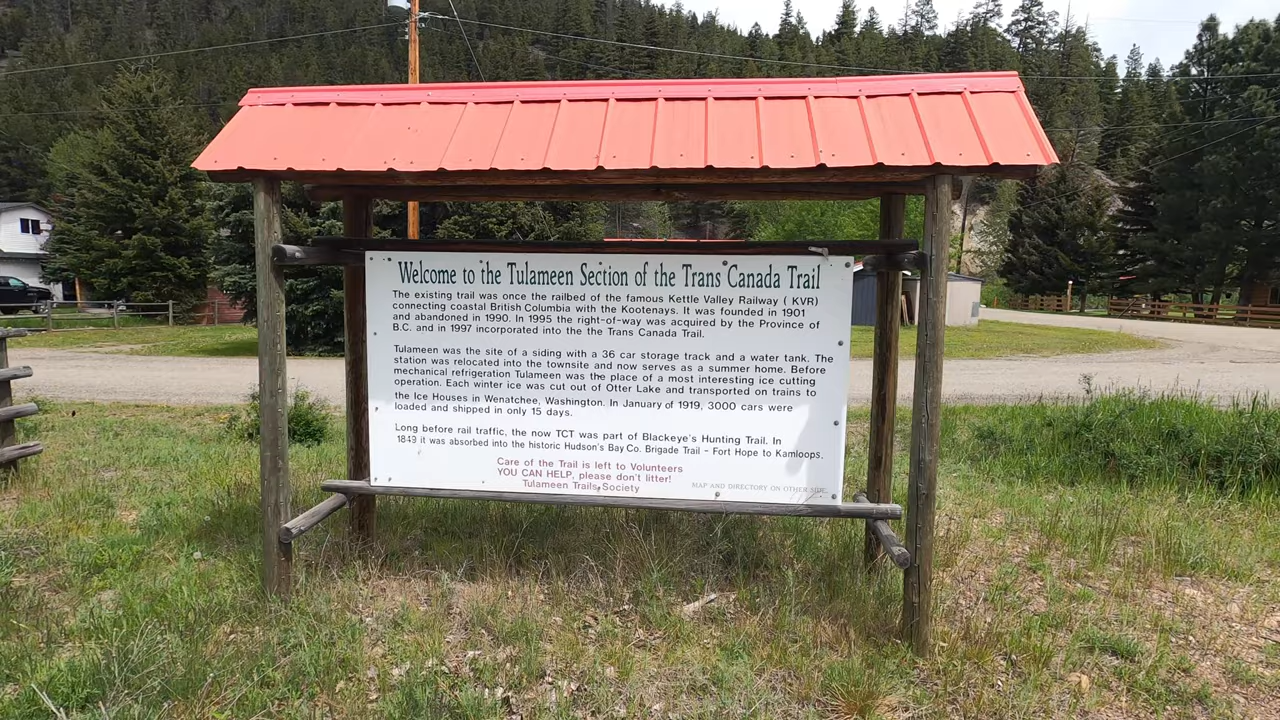 Welcome to the Tulameen Section of the Trans Canada Trail
The existing trail was once the railbed of the famous Kettle Valley Railway ( KVR)
connecting coastal British Columbia with the Kootenays. It was founded in 1901
and abandoned in 1990. In 1995 the right-of-way was acquired by the Province of
B.C. and in 1997 incorporated into the the Trans Canada Trail.
Tulameen was the site of a siding with a 36 car storage track and a water tank. The
station was relocated into the townsite and now serves as a summer home. Before
mechanical refrigeration Tulameen was the place of a most interesting ice cutting
operation. Each winter ice was cut out of Otter Lake and transported on trains to
the Ice Houses in Wenatchee, Washington. In January of 1919, 3000 cars were
loaded and shipped in only 15 days.
Long before rail traffic, the now TCT was part of Blackeye's Hunting Trail. In
1849 it was absorbed into the historic Hudson's Bay Co. Brigade Trail - Fort Hope to Kamloops.
Care of the Trail is left to Volunteers
YOU CAN HELP, please don't litter!
Tulameen Trails Society
MAP AND DIRECTORY ON OTHER SIDE.